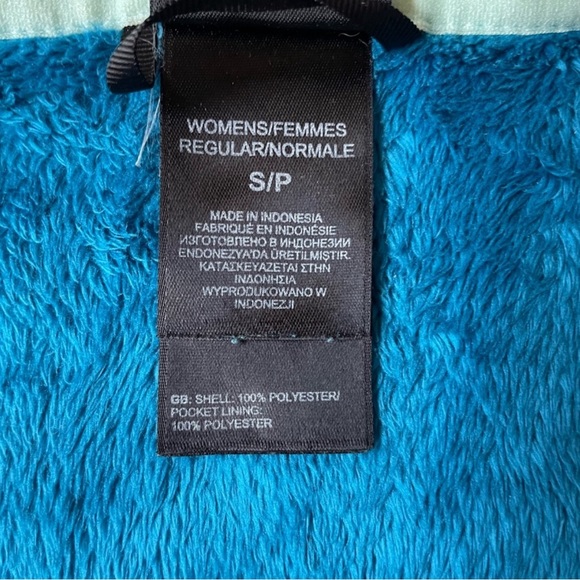 WOMENS/FEMMES
REGULAR/NORMALE
S/P
MADE IN INDONESIA
FABRIQUÉ EN INDONÉSIE
ИЗГОТОВЛЕНО В ИНДОНЕЗИИ
ENDONEZYA'DA ÜRETILMIŞTIR.
ΚΑΤΑΣΚΕΥΑΖΕΤΑΙ ΣΤΗΝ
ΙΝΔΟΝΗΣΙΑ
WYPRODUKOWANO W
INDONEZJI
GB: SHELL: 100% POLYESTER/
POCKET LINING:
100% POLYESTER